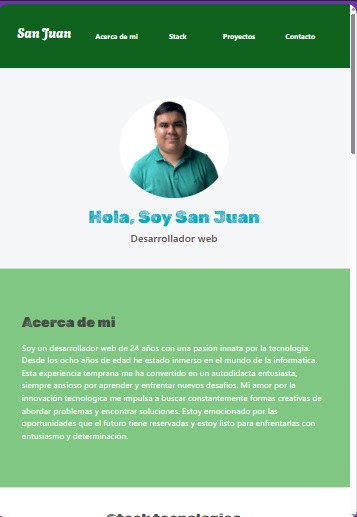 San Juan
Acerca de mi Stack Proyectos Contacto
Hola, Soy San Juan
Desarrollador web
Acerca de mi
Soy un desarrollador web de 24 años con una pasión innata por la tecnologia.
Desde los ocho años de edad he estado inmerso en el mundo de la informatica.
Esta experiencia temprana me ha convertido en un autodidacta entusiasta,
siempre ansioso por aprender y enfrentar nuevos desafíos. Mi amor por la
innovación tecnologica me impulsa a buscar constantemente formas creativas de
abordar problemas y encontrar soluciones. Estoy emocionado por las
oportunidades que el futuro tiene reservadas y estoy listo para enfrentarlas con
entusiasmo y determinación.